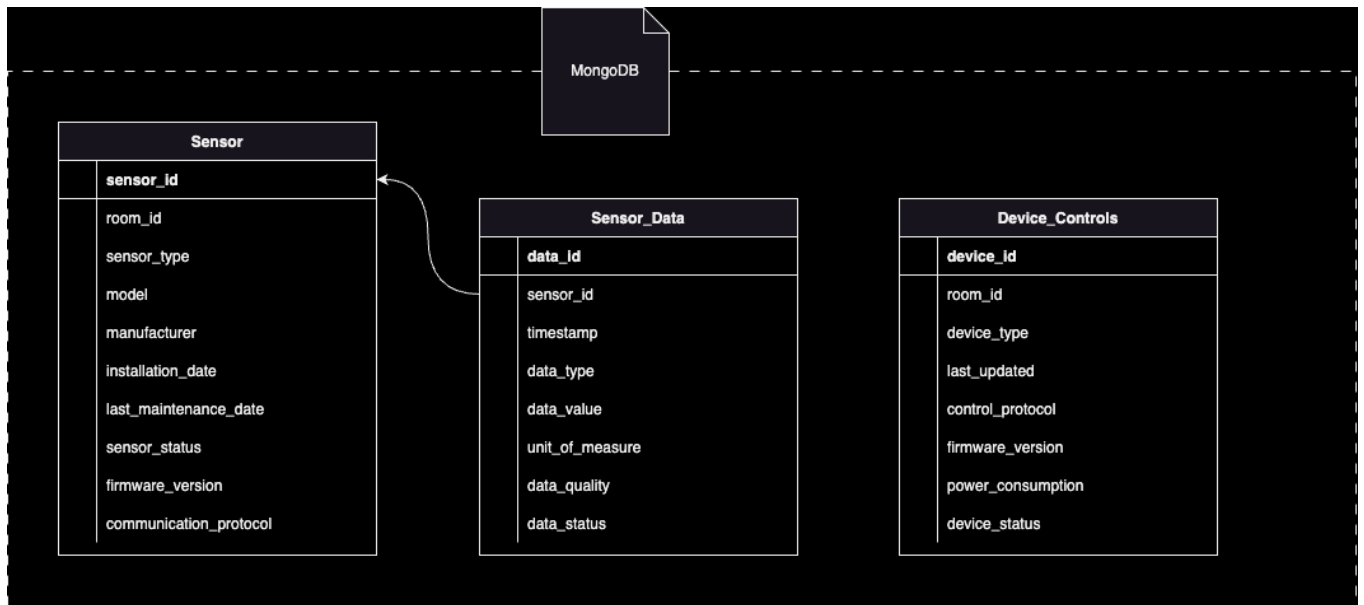 MongoDB
Sensor
sensor_id
room_id
sensor_type
model
manufacturer
installation_date
last_maintenance_date
sensor_status
firmware_version
communication_protocol
Sensor_Data
data_id
sensor_id
timestamp
data_type
data_value
unit_of_measure
data_quality
data_status
Device_Controls
device_id
room_id
device_type
last_updated
control_protocol
firmware_version
power_consumption
device_status